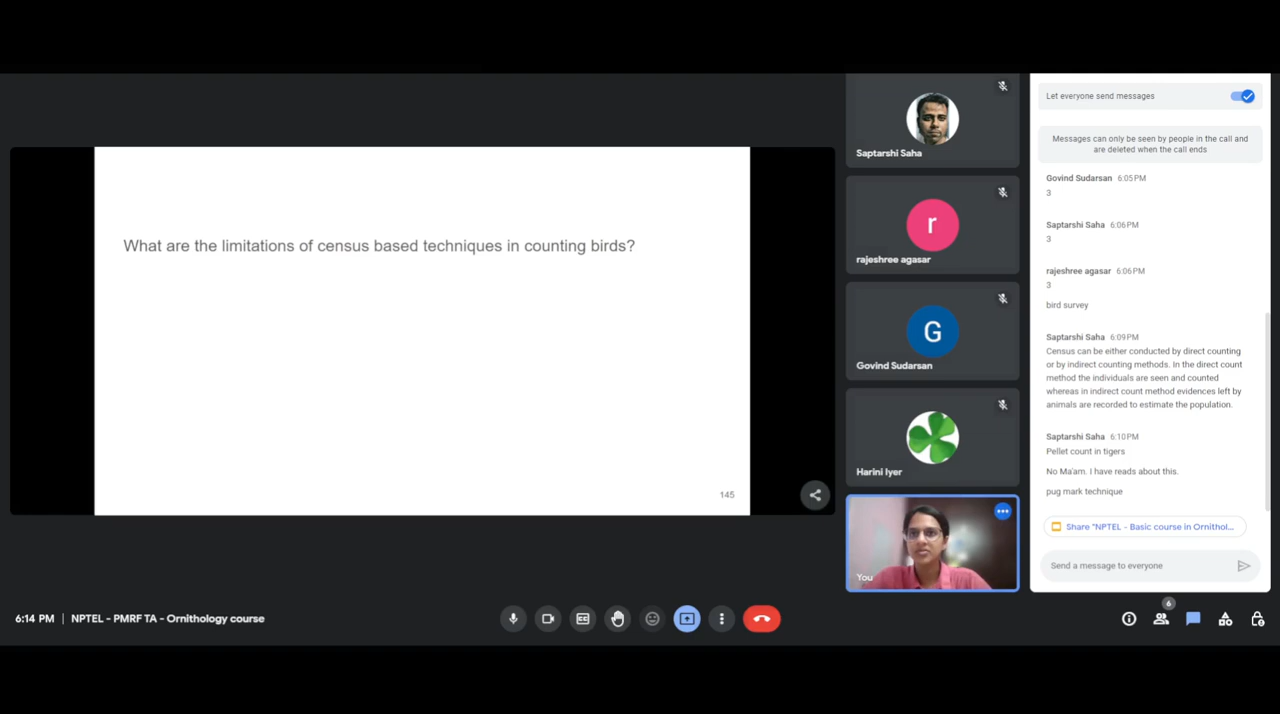 What are the limitations of census based techniques in counting birds?
145
Saptarshi Saha
r
rajeshree agasar
G
Govind Sudarsan
Harini Iyer
You
Let everyone send messages
Messages can only be seen by people in the call and
are deleted when the call ends
Govind Sudarsan 6:05 PM
3
Saptarshi Saha 6:06 PM
3
rajeshree agasar 6:06 PM
3
bird survey
Saptarshi Saha 6:09 PM
Census can be either conducted by direct counting
or by indirect counting methods. In the direct count
method the individuals are seen and counted
whereas in indirect count method evidences left by
animals are recorded to estimate the population.
Saptarshi Saha 6:10 PM
Pellet count in tigers
No Ma'am. I have reads about this.
pug mark technique
Share "NPTEL - Basic course in Ornithol...
Send a message to everyone
6:14 PM | NPTEL - PMRF TA - Ornithology course
CC
6